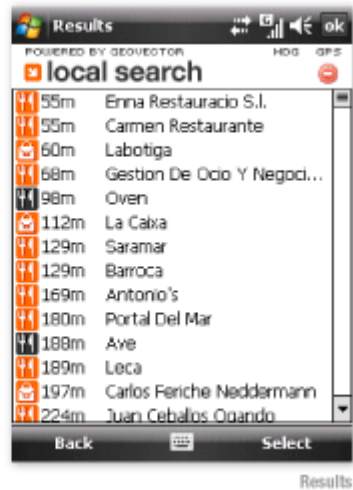 Results
ok
POWERED BY GEOVECTOR
HDG GPS
local search
55m Enna Restauracio S.l.
55m Carmen Restaurante
60m Labotiga
68m Gestion De Ocio Y Negoci...
98m Oven
112m La Caixa
129m Saramar
129m Barroca
169m Antonio's
180m Portal Del Mar
188m Ave
189m Leca
197m Carlos Feriche Neddermann
224m Juan Ceballos Ogando
Back Select
Results